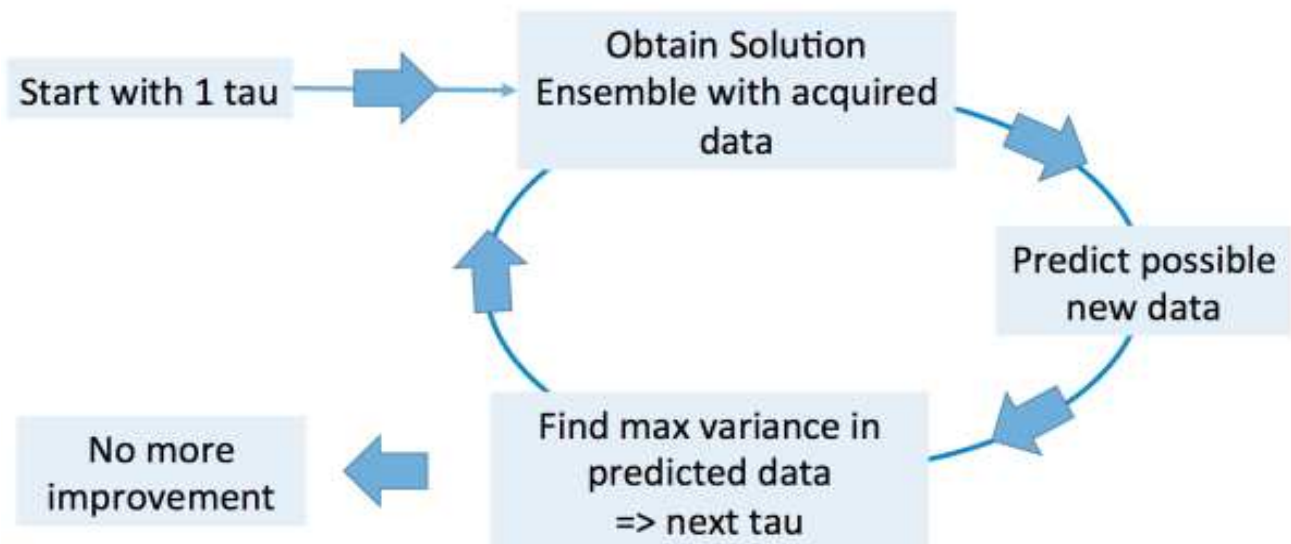 Start with 1 tau
Obtain Solution
Ensemble with acquired
data
Predict possible
new data
Find max variance in
predicted data
=> next tau
No more
improvement